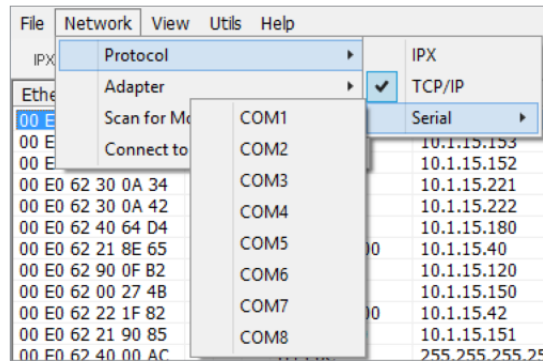 File Network View Utils Help
IPX Protocol IPX
Ethe Adapter TCP/IP
00 E Scan for Mo COM1 Serial
00 E Connect to COM2 10.1.15.153
00 E 10.1.15.152
00 E0 62 30 0A 34 COM3 10.1.15.221
00 E0 62 30 0A 42 COM4 10.1.15.222
00 E0 62 40 64 D4 10.1.15.180
00 E0 62 21 8E 65 COM5 00 10.1.15.40
00 E0 62 90 0F B2 COM6 10.1.15.120
00 E0 62 00 27 4B 10.1.15.150
00 E0 62 22 1F 82 COM7 00 10.1.15.42
00 E0 62 21 90 85 COM8 10.1.15.151
00 E0 62 40 00 AC 255.255.255.25